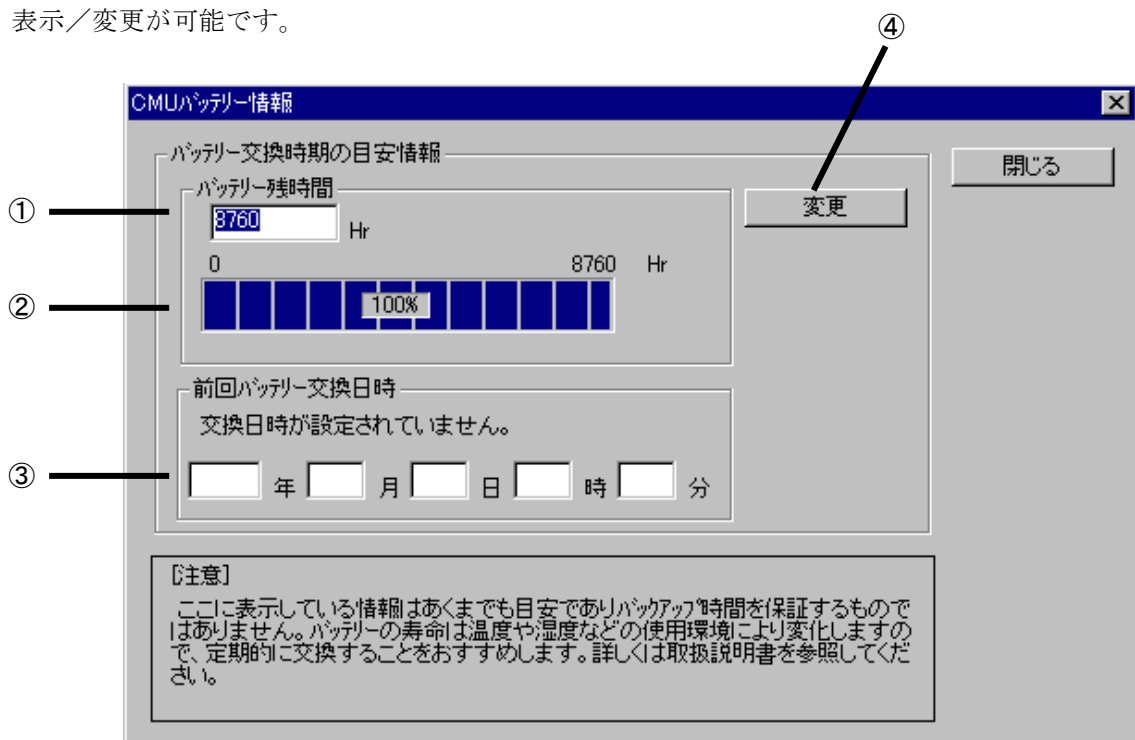 表示／変更が可能です。
④
CMUバッテリー情報
バッテリー交換時期の目安情報
閉じる
バッテリー残時間
変更
①
8760 Hr
0 8760 Hr
②
100%
前回バッテリー交換日時
交換日時が設定されていません。
③
年 月 日 時 分
[注意]
ここに表示している情報はあくまでも目安でありバックアップ時間を保証するもので
はありません。バッテリーの寿命は温度や湿度などの使用環境により変化しますの
で、定期的に交換することをおすすめします。詳しくは取扱説明書を参照してくだ
さい。